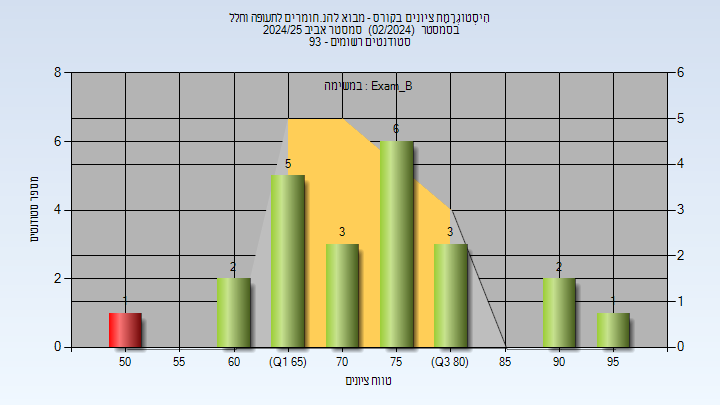 הִיסְטוֹגְרָמַת ציונים בקורס - מבוא להנ.חומרים לתעופה וחלל
בסמסטר (02/2024) סמסטר אביב 2024/25
סטודנטים רשומים - 93
במשימה : Exam_B
8
6
4
2
0
6
5
4
3
2
1
0
מספר סטודנטים
1
2
5
3
6
3
2
1
50 55 60 (Q1 65) 70 75 (Q3 80) 85 90 95
טווח ציונים